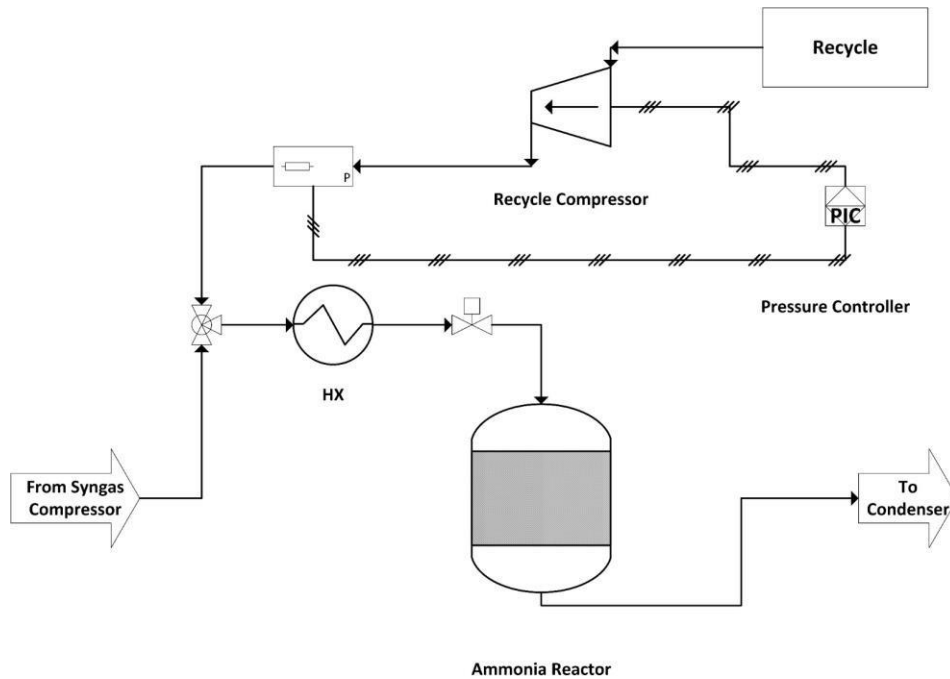 Recycle
P
Recycle Compressor
PIC
Pressure Controller
HX
From Syngas
Compressor
To
Condenser
Ammonia Reactor